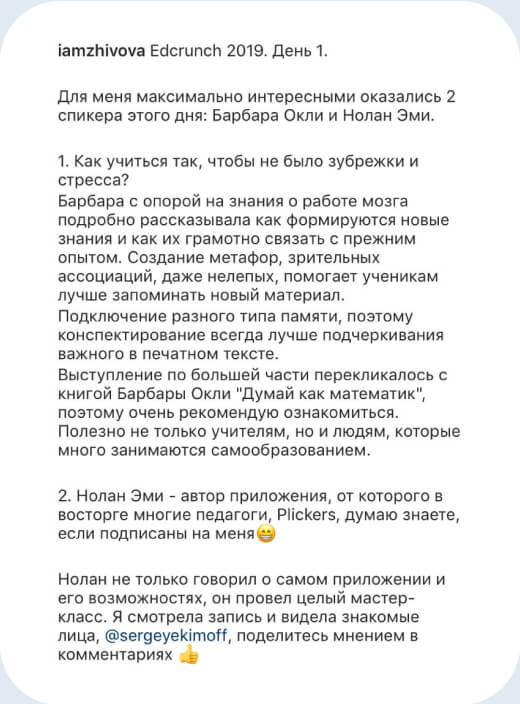 iamzhivova Edcrunch 2019. День 1.
Для меня максимально интересными оказались 2
спикера этого дня: Барбара Окли и Нолан Эми.
1. Как учиться так, чтобы не было зубрежки и
стресса?
Барбара с опорой на знания о работе мозга
подробно рассказывала как формируются новые
знания и как их грамотно связать с прежним
опытом. Создание метафор, зрительных
ассоциаций, даже нелепых, помогает ученикам
лучше запоминать новый материал.
Подключение разного типа памяти, поэтому
конспектирование всегда лучше подчеркивания
важного в печатном тексте.
Выступление по большей части перекликалось с
книгой Барбары Окли "Думай как математик",
поэтому очень рекомендую ознакомиться.
Полезно не только учителям, но и людям, которые
много занимаются самообразованием.
2. Нолан Эми - автор приложения, от которого в
восторге многие педагоги, Plickers, думаю знаете,
если подписаны на меня😁
Нолан не только говорил о самом приложении и
его возможностях, он провел целый мастер-
класс. Я смотрела запись и видела знакомые
лица, @sergeyekimoff, поделитесь мнением в
комментариях 👍